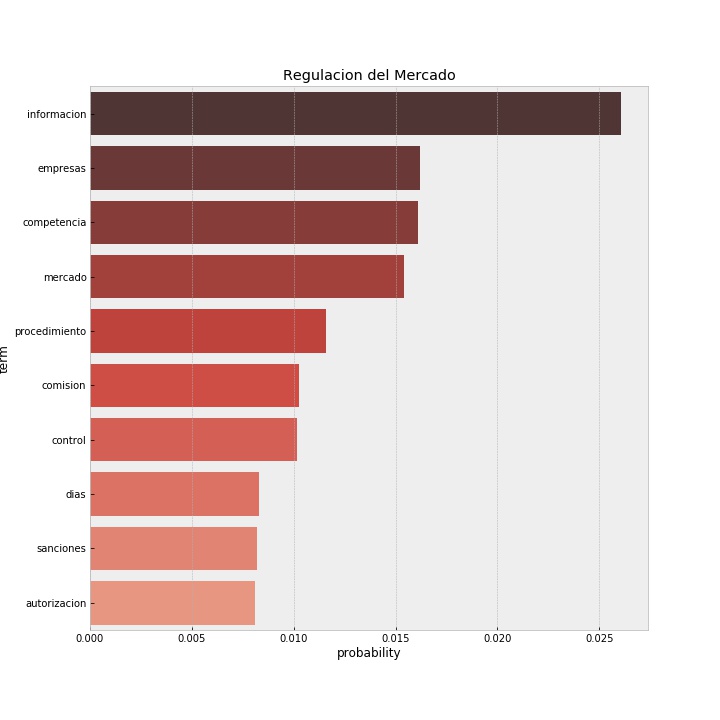 Regulacion del Mercado
informacion
empresas
competencia
mercado
procedimiento
comision
control
dias
sanciones
autorizacion
term
0.000 0.005 0.010 0.015 0.020 0.025
probability